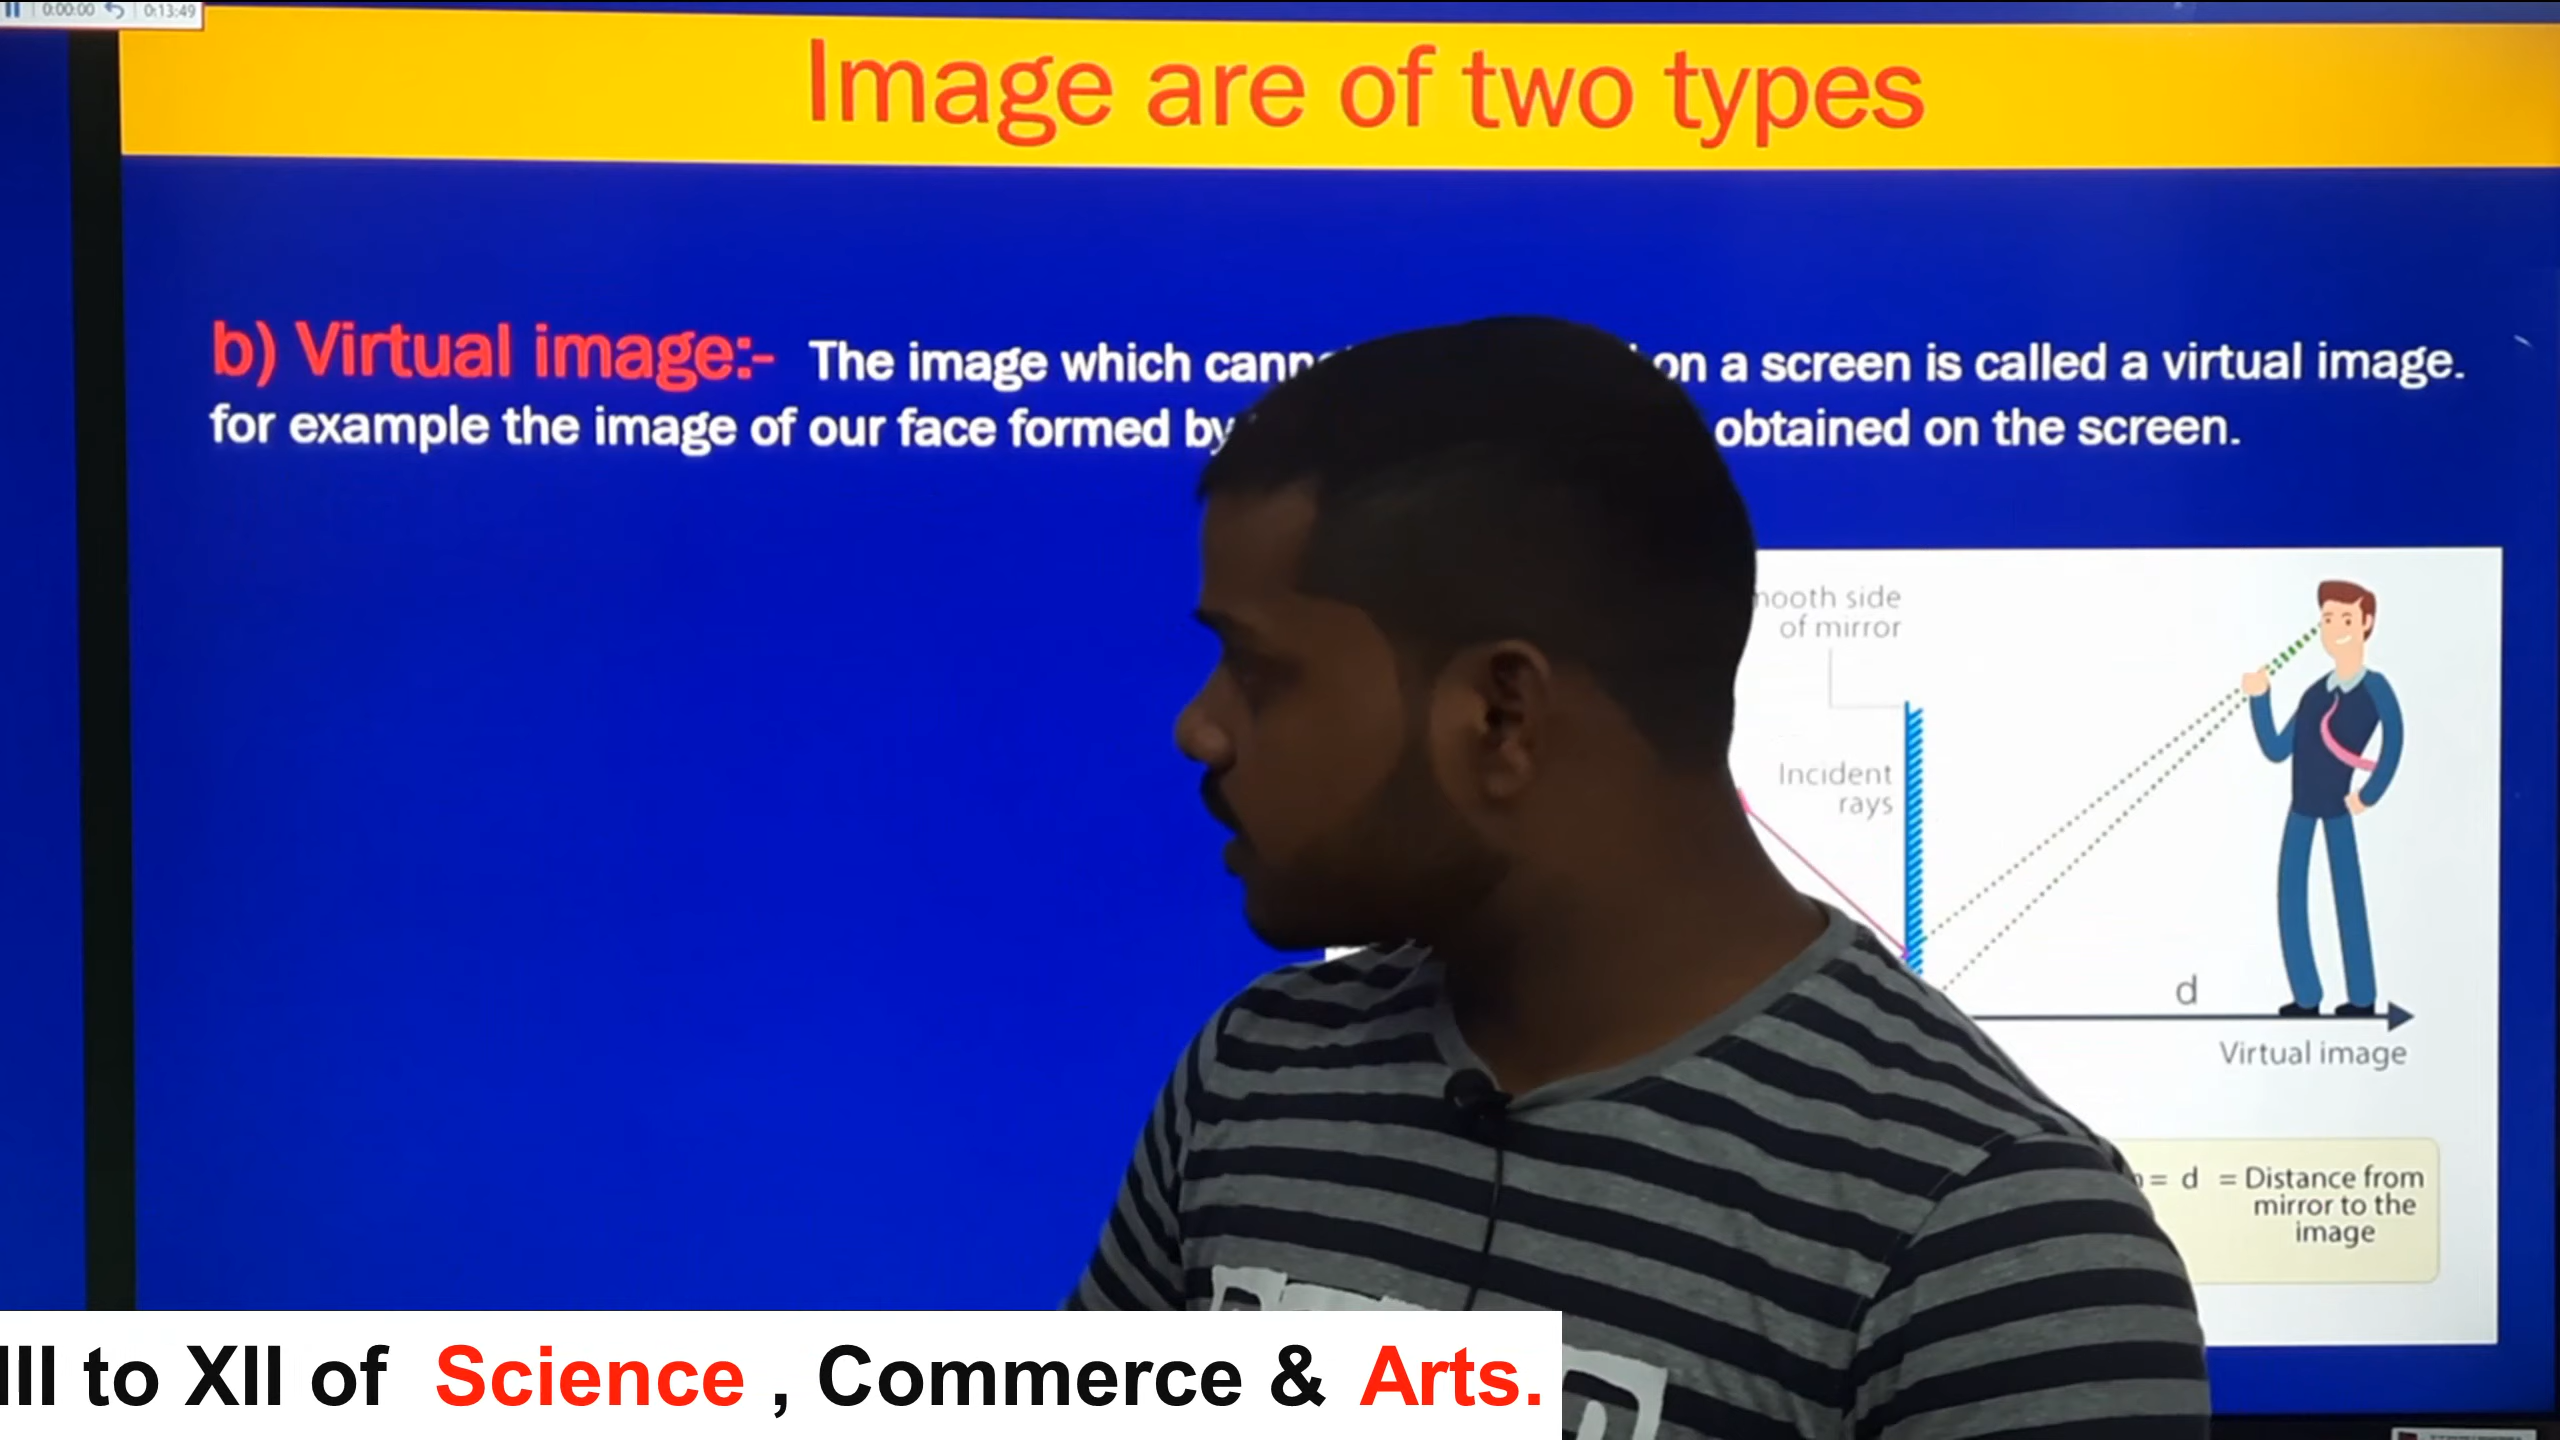 0:00:00 0:13:49
Image are of two types
b) Virtual image:- The image which on a screen is called a virtual image.
for example the image of our face formed by obtained on the screen.
side
of mirror
Incident
rays
d
Virtual image
= d = Distance from
mirror to the
image
III to XII of Science , Commerce & Arts.